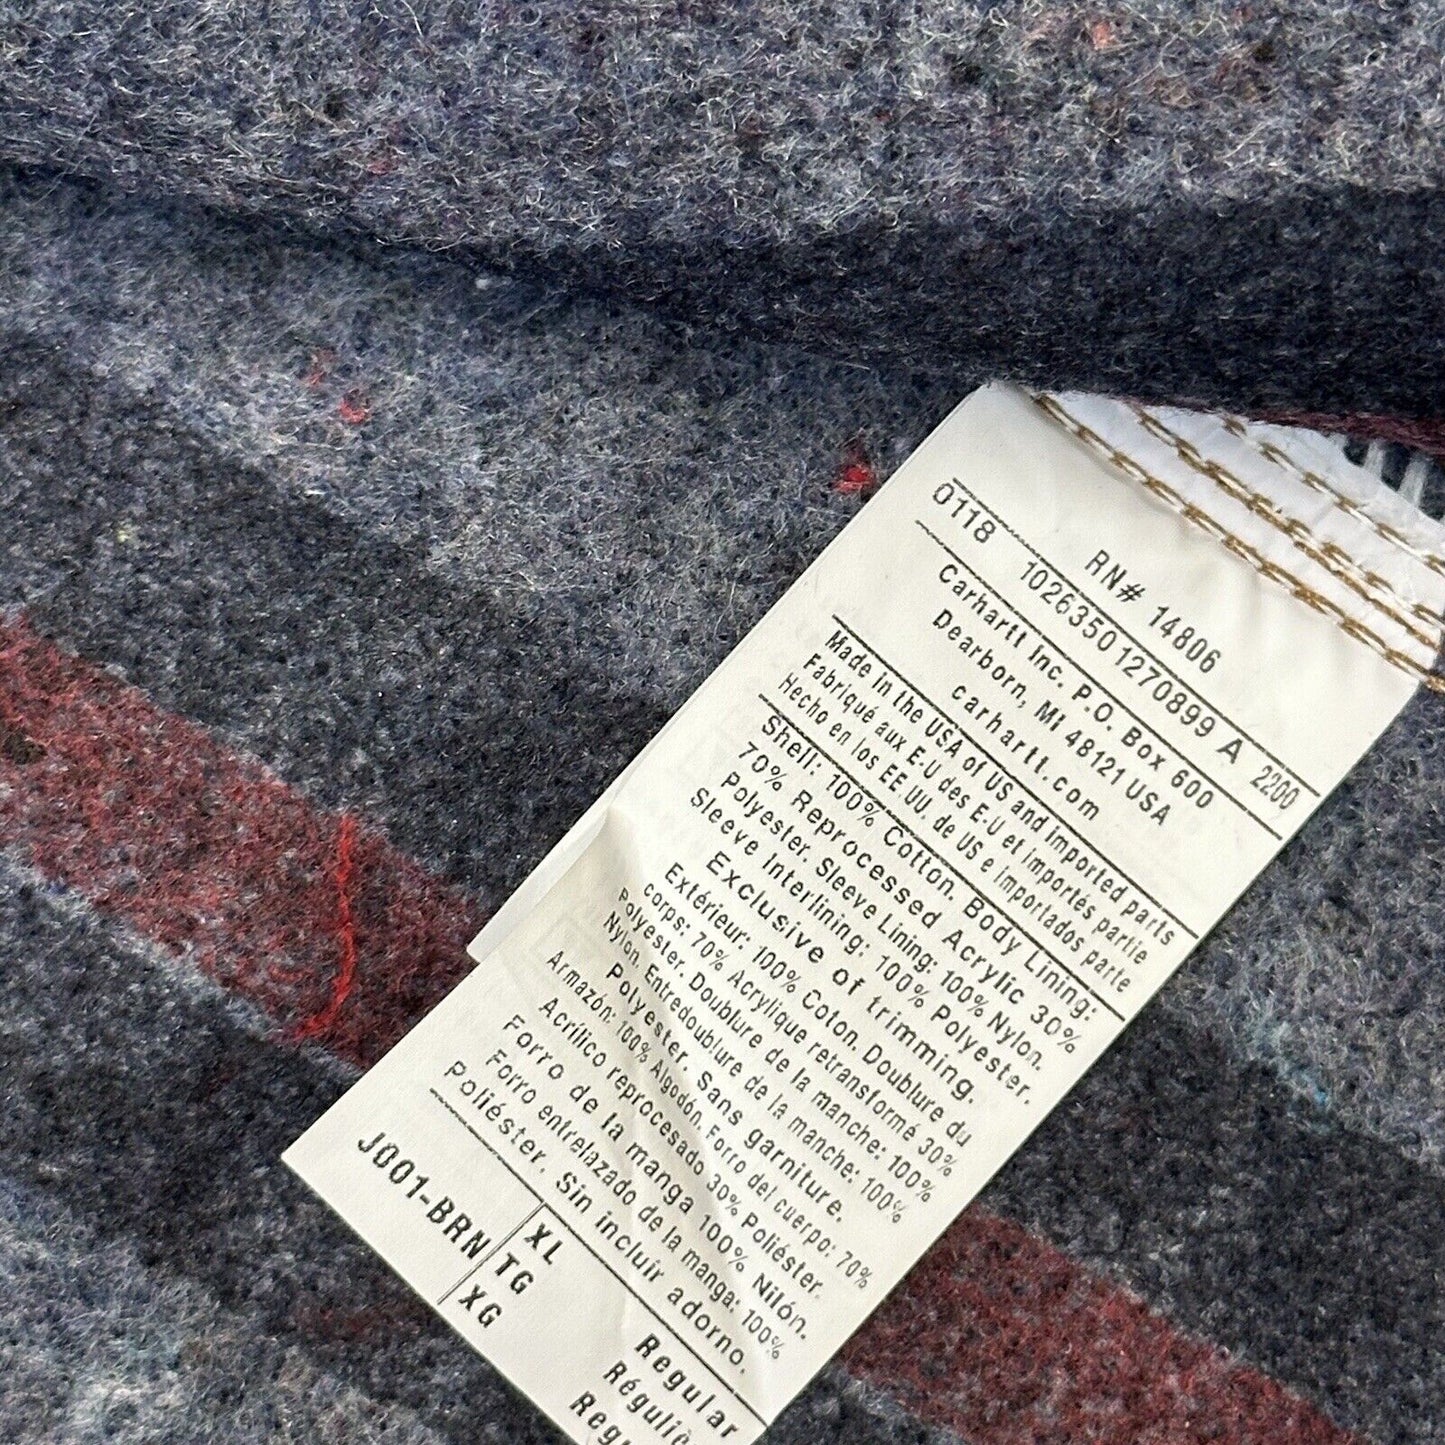 RN# 14806
0118 10263501270899 A 2200
Carhartt Inc. P.O. Box 600
Dearborn, MI 48121 USA
carhartt.com
Made in the USA of US and imported parts
Fabriqué aux E-U des E-U et importés partie
Hecho en los EE.UU. de US e importados parte
Shell: 100% Cotton. Body Lining:
70% Reprocessed Acrylic 30%
Polyester. Sleeve Lining: 100% Nylon.
Sleeve Interlining: 100% Polyester.
Exclusive of trimming.
Extérieur: 100% Coton. Doublure du
corps: 70% Acrylique retransformé 30%
Polyester. Doublure de la manche: 100%
Nylon. Entredoublure de la manche: 100%
Polyester. Sans garniture.
Armazón: 100% Algodón. Forro del cuerpo: 70%
Acrílico reprocesado 30% Poliéster.
Forro de la manga 100% Nilón.
Forro entrelazado de la manga: 100%
Poliéster. Sin incluir adorno.
J001-BRN XL Regular
TG
XG